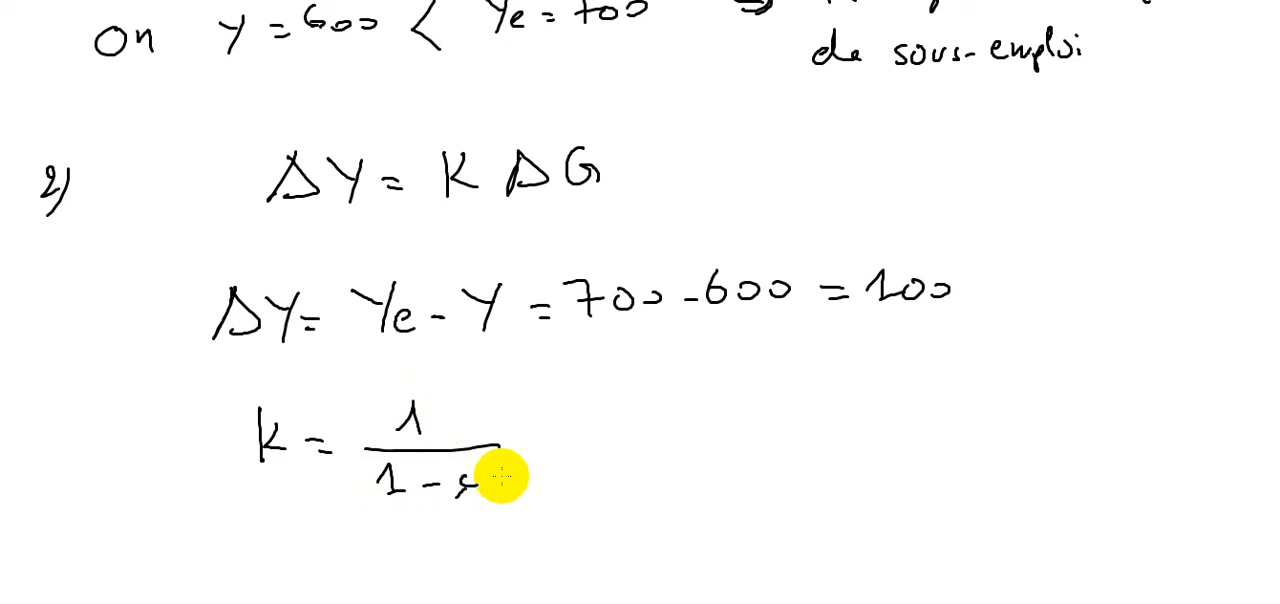 On Y = 600 < Ye = 700 ⇒
de sous-emploi
2) ΔY = K ΔG
ΔY = Ye - Y = 700 - 600 = 100
K = 1
1 -